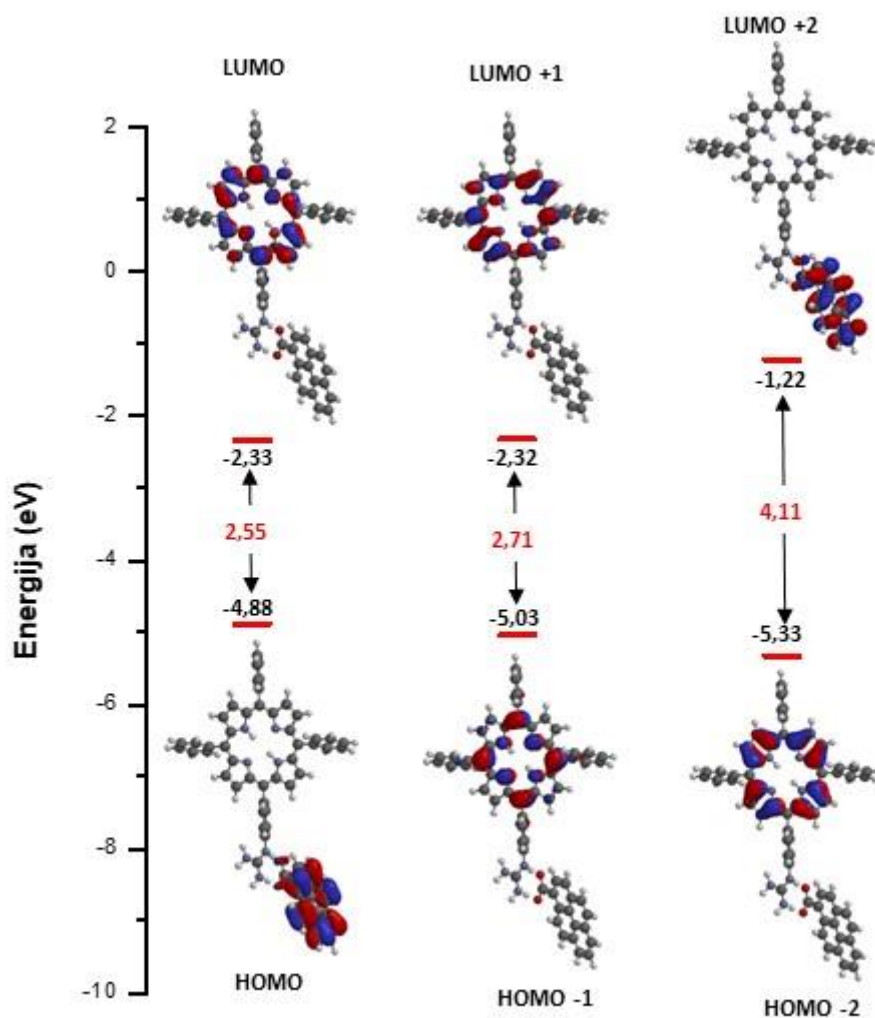 LUMO +2
LUMO
LUMO +1
2
0
-2
-4
-6
-8
-10
Energija (eV)
-1,22
-2,33
-2,32
4,11
2,55
2,71
-4,88
-5,03
-5,33
HOMO
HOMO -1
HOMO -2